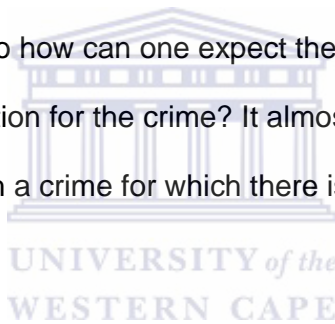 o how can one expect the
tion for the crime? It almos
n a crime for which there is
UNIVERSITY of the
WESTERN CAPE